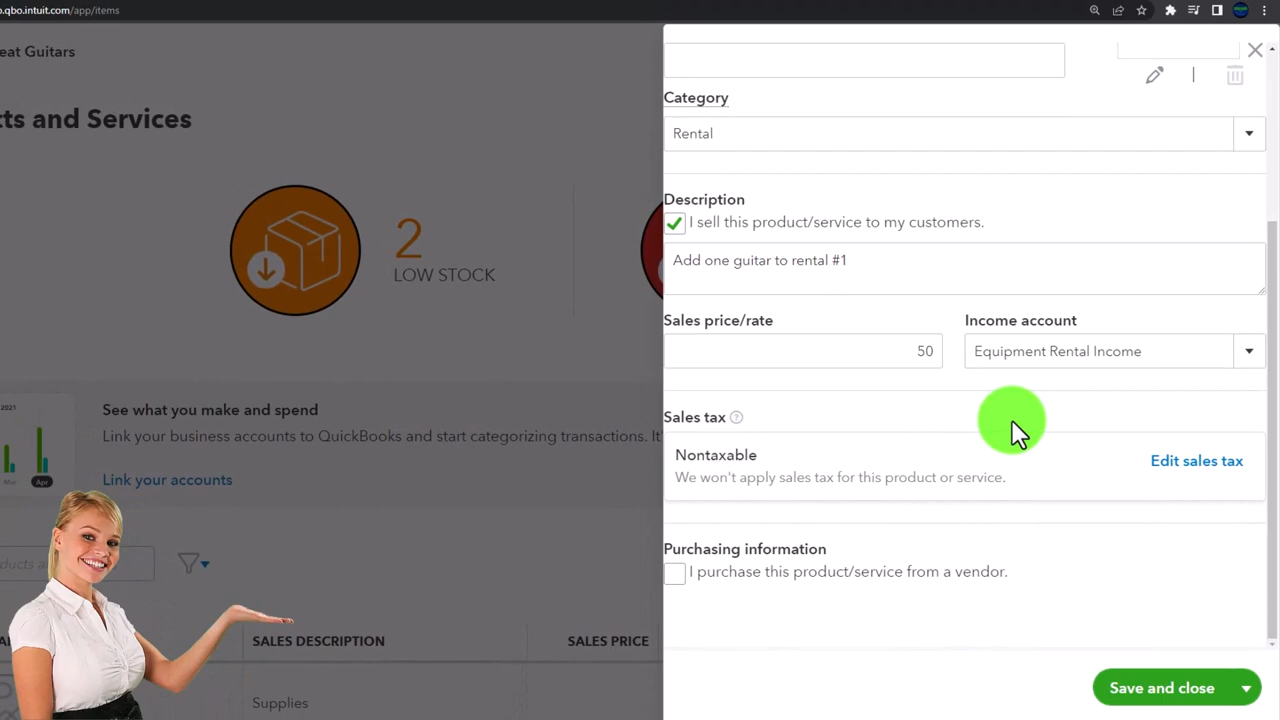 o.qbo.intuit.com/app/items
eat Guitars
cts and Services
2
LOW STOCK
2021
Mar
Apr
See what you make and spend
Link your business accounts to QuickBooks and start categorizing transactions. It'
Link your accounts
SALES DESCRIPTION
SALES PRICE
Supplies
Category
Rental
Description
I sell this product/service to my customers.
Add one guitar to rental #1
Sales price/rate
Income account
50
Equipment Rental Income
Sales tax
Nontaxable
We won't apply sales tax for this product or service.
Edit sales tax
Purchasing information
I purchase this product/service from a vendor.
Save and close